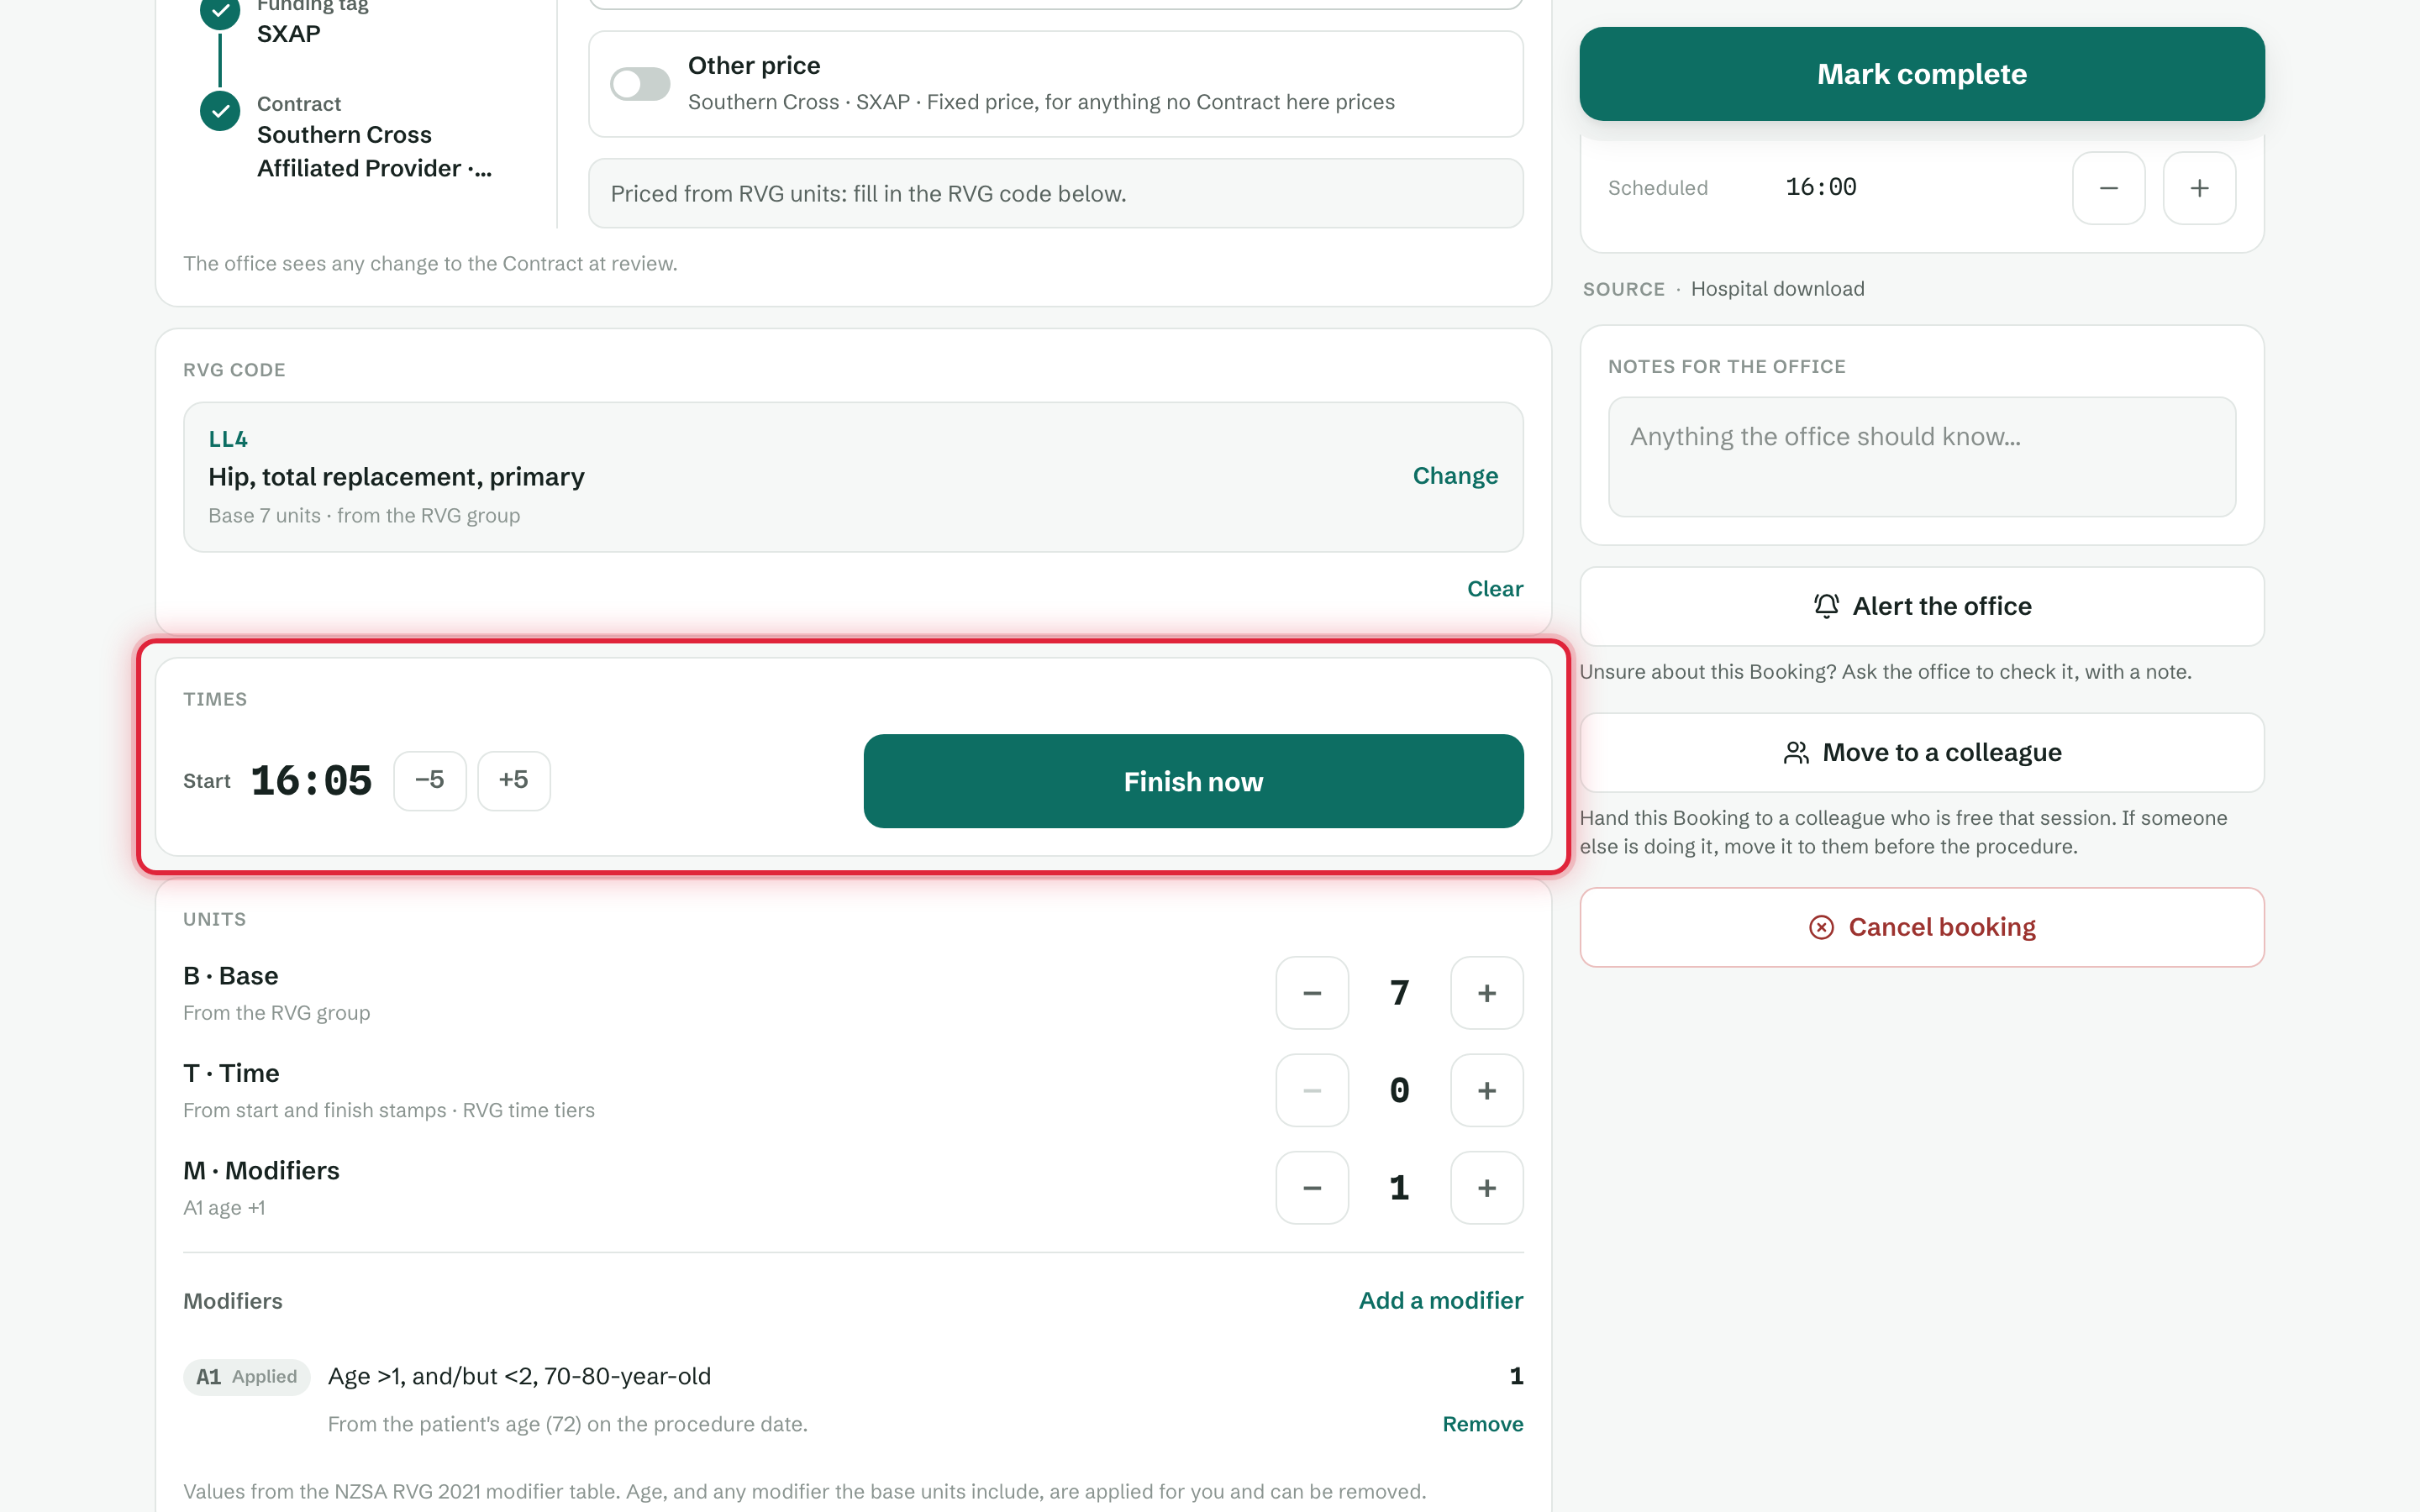 Funding tag
SXAP
Contract
Southern Cross
Affiliated Provider ·...
Other price
Southern Cross · SXAP · Fixed price, for anything no Contract here prices
Priced from RVG units: fill in the RVG code below.
The office sees any change to the Contract at review.
RVG CODE
LL4
Hip, total replacement, primary
Base 7 units · from the RVG group
Change
Clear
TIMES
Start 16:05 −5 +5
Finish now
UNITS
B · Base
From the RVG group
− 7 +
T · Time
From start and finish stamps · RVG time tiers
− 0 +
M · Modifiers
A1 age +1
− 1 +
Modifiers
Add a modifier
A1 Applied Age >1, and/but <2, 70-80-year-old 1
From the patient's age (72) on the procedure date.
Remove
Values from the NZSA RVG 2021 modifier table. Age, and any modifier the base units include, are applied for you and can be removed.
Mark complete
Scheduled 16:00 − +
SOURCE · Hospital download
NOTES FOR THE OFFICE
Anything the office should know...
Alert the office
Unsure about this Booking? Ask the office to check it, with a note.
Move to a colleague
Hand this Booking to a colleague who is free that session. If someone
else is doing it, move it to them before the procedure.
Cancel booking